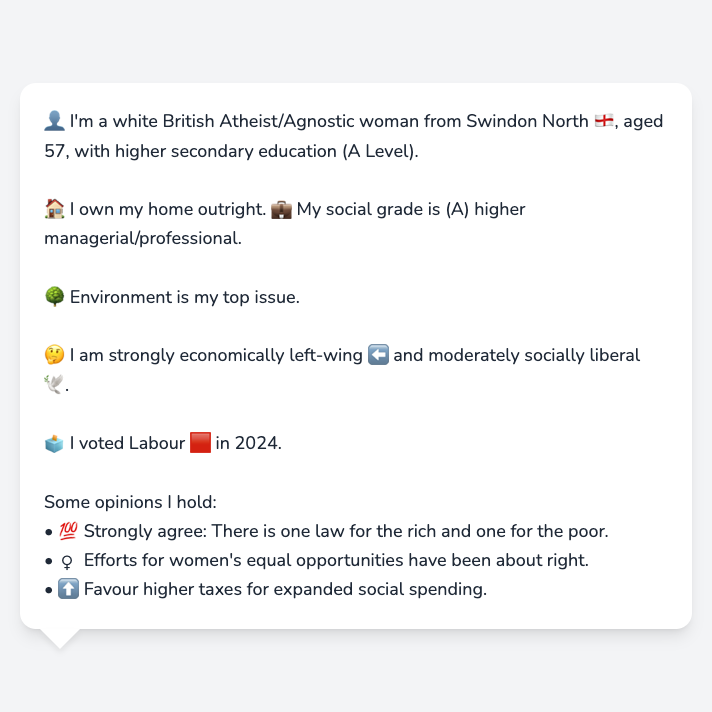 👤 I'm a white British Atheist/Agnostic woman from Swindon North 🏴󠁧󠁢󠁥󠁮󠁧󠁿, aged
57, with higher secondary education (A Level).
🏠 I own my home outright. 💼 My social grade is (A) higher
managerial/professional.
🌳 Environment is my top issue.
🤔 I am strongly economically left-wing ⬅️ and moderately socially liberal
🕊️.
🗳️ I voted Labour 🟥 in 2024.
Some opinions I hold:
• 💯 Strongly agree: There is one law for the rich and one for the poor.
• ♀ Efforts for women's equal opportunities have been about right.
• ⬆️ Favour higher taxes for expanded social spending.